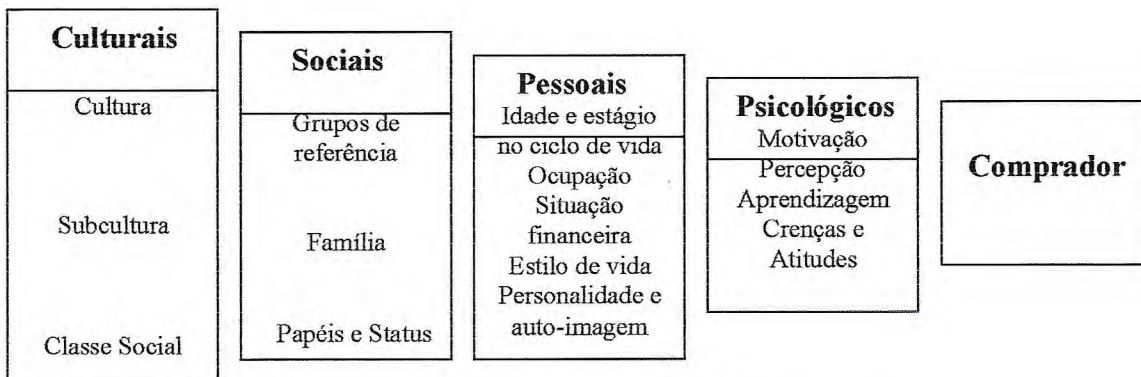 Culturais
Cultura
Subcultura
Classe Social
Sociais
Grupos de
referência
Família
Papéis e Status
Pessoais
Idade e estágio
no ciclo de vida
Ocupação
Situação
financeira
Estilo de vida
Personalidade e
auto-imagem
Psicológicos
Motivação
Percepção
Aprendizagem
Crenças e
Atitudes
Comprador